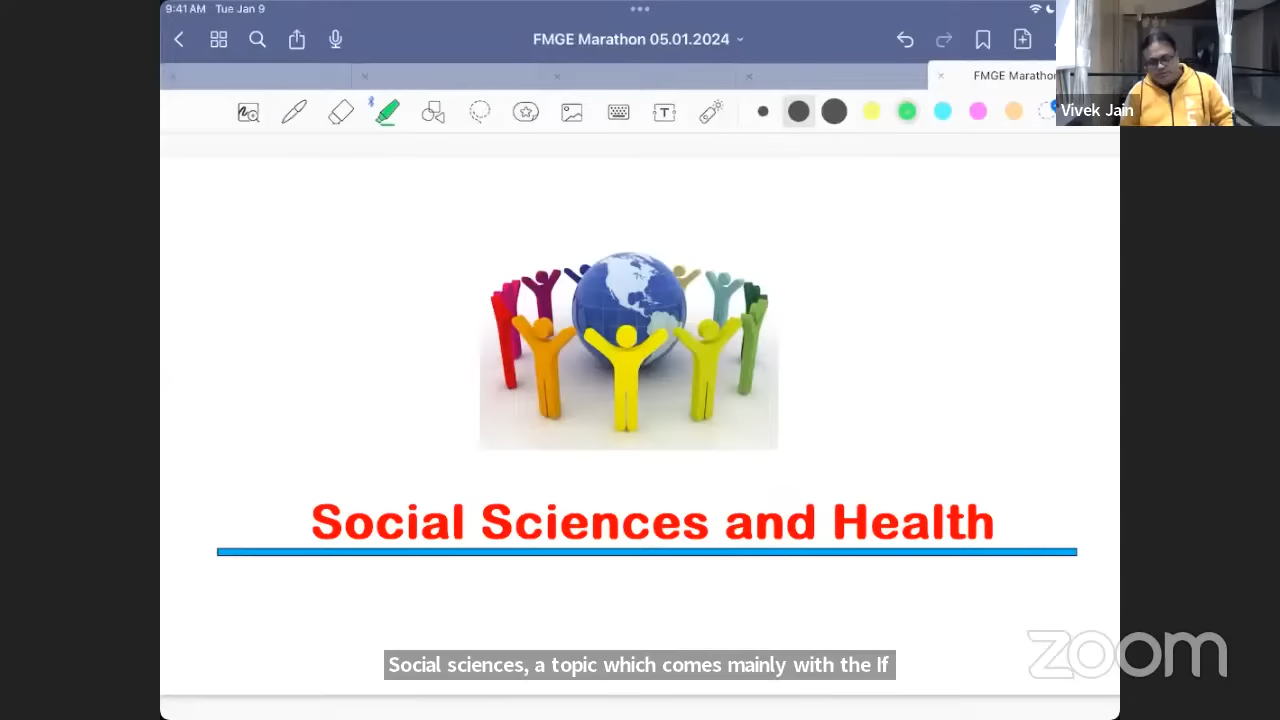 9:41 AM Tue Jan 9
FMGE Marathon 05.01.2024
FMGE Marathon
T
Vivek Jain
Social Sciences and Health
Social sciences, a topic which comes mainly with the If
zoom